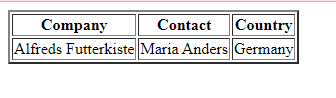 Company Contact Country
Alfreds Futterkiste Maria Anders Germany